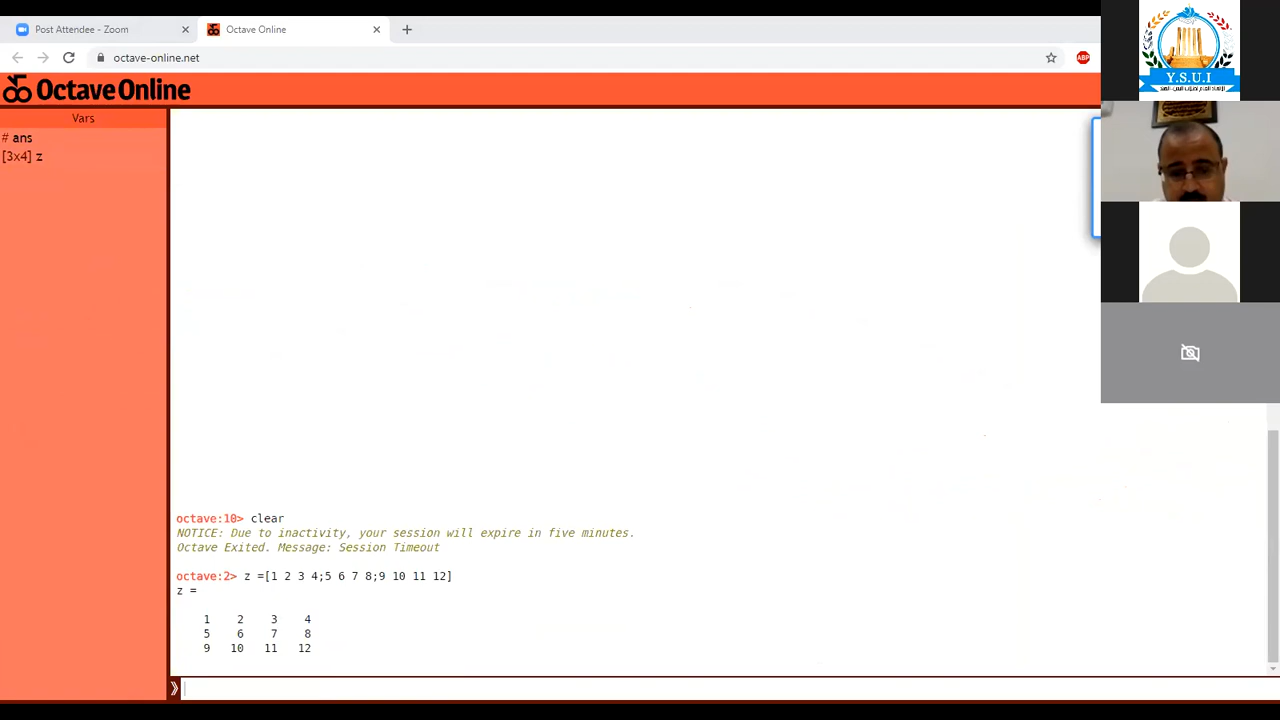 Post Attendee - Zoom
Octave Online
octave-online.net
ABP
Octave Online
Vars
# ans
[3x4] z
octave:10> clear
NOTICE: Due to inactivity, your session will expire in five minutes.
Octave Exited. Message: Session Timeout
octave:2> z =[1 2 3 4;5 6 7 8;9 10 11 12]
z =
1 2 3 4
5 6 7 8
9 10 11 12
Y.S.U.I